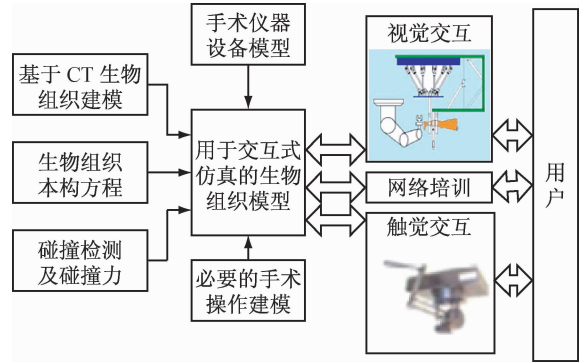 手术仪器
设备模型
基于 CT 生物
组织建模
生物组织
本构方程
碰撞检测
及碰撞力
用于交互式
仿真的生物
组织模型
必要的手术
操作建模
视觉交互
网络培训
触觉交互
用户